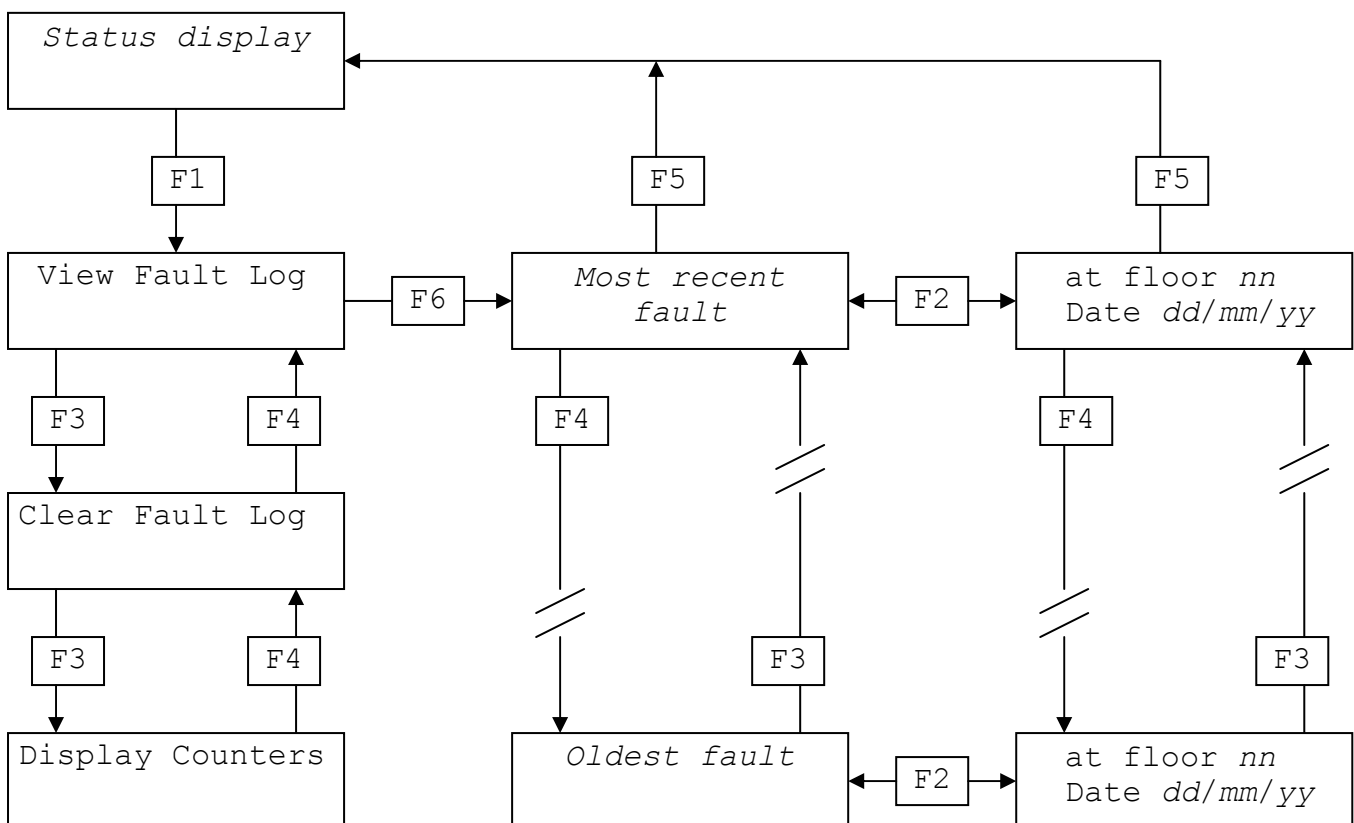 Status display
F1
F5
F5
View Fault Log
F6
Most recent
fault
F2
at floor nn
Date dd/mm/yy
F3
F4
F4
F4
Clear Fault Log
F3
F4
F3
F3
Display Counters
Oldest fault
F2
at floor nn
Date dd/mm/yy